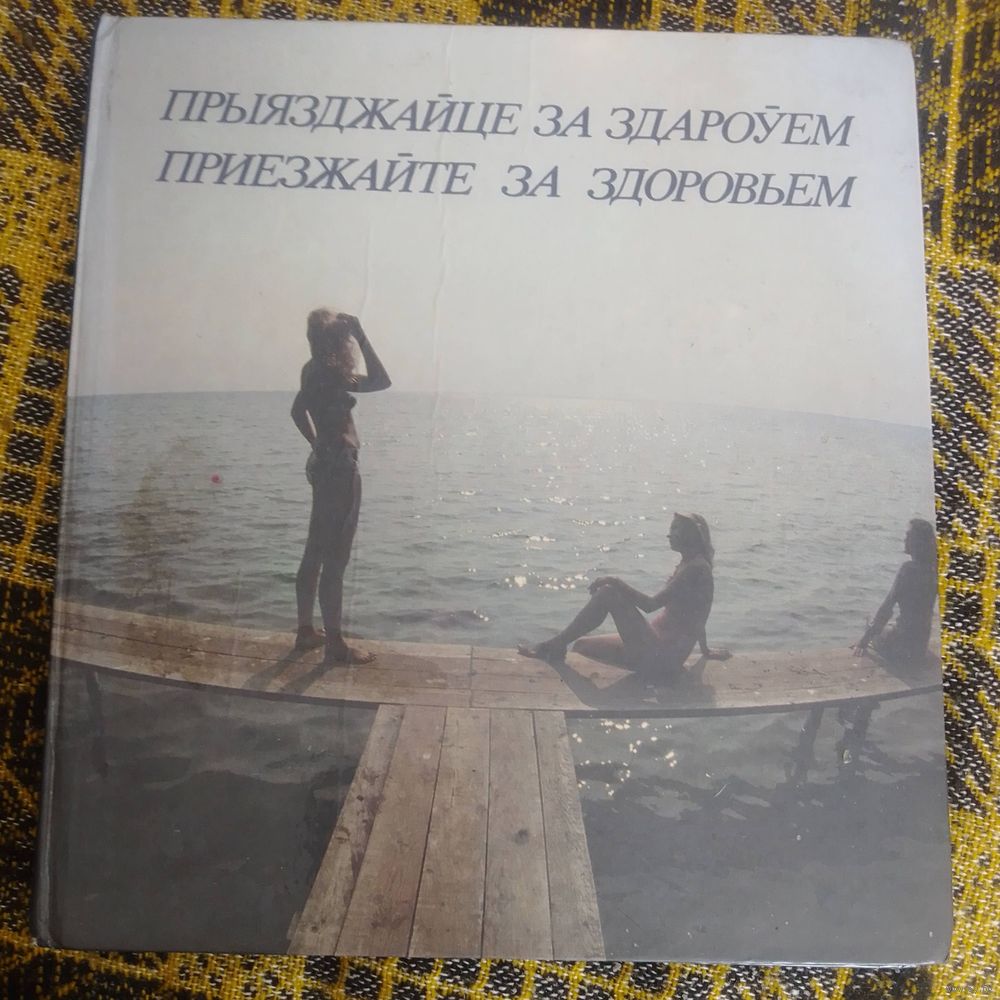 ПРЫЯЗДЖАЙЦЕ ЗА ЗДАРОЎЕМ
ПРИЕЗЖАЙТЕ ЗА ЗДОРОВЬЕМ